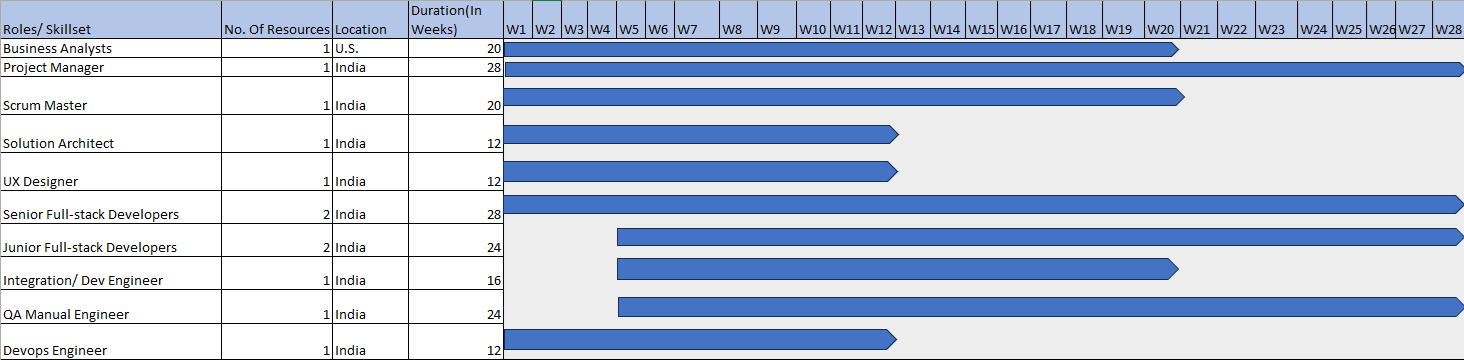 Roles/ Skillset No. Of Resources Location Duration(In Weeks) W1 W2 W3 W4 W5 W6 W7 W8 W9 W10 W11 W12 W13 W14 W15 W16 W17 W18 W19 W20 W21 W22 W23 W24 W25 W26 W27 W28
Business Analysts 1 U.S. 20
Project Manager 1 India 28
Scrum Master 1 India 20
Solution Architect 1 India 12
UX Designer 1 India 12
Senior Full-stack Developers 2 India 28
Junior Full-stack Developers 2 India 24
Integration/ Dev Engineer 1 India 16
QA Manual Engineer 1 India 24
Devops Engineer 1 India 12